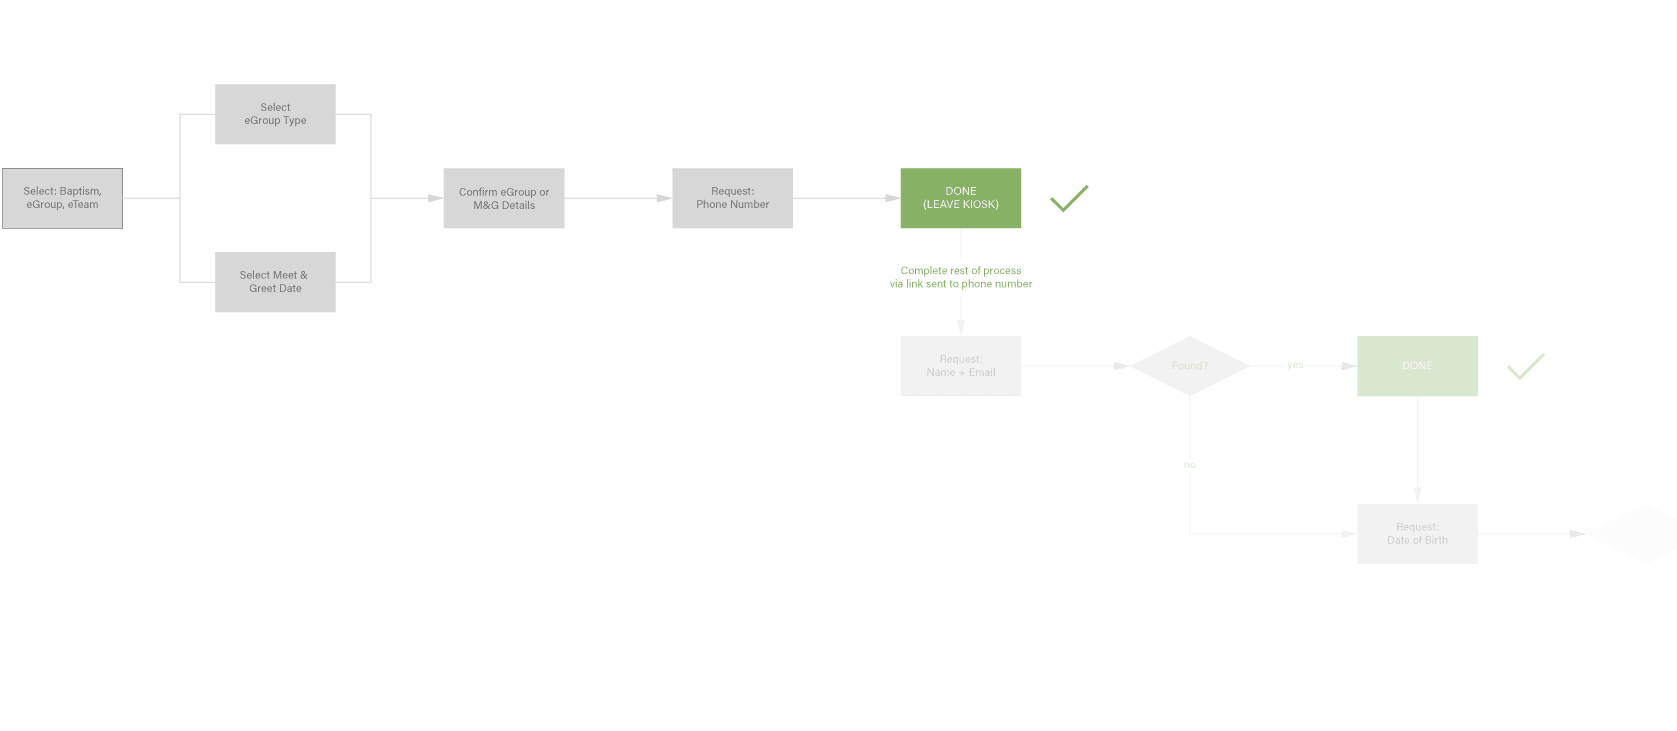 Select
eGroup Type
Select: Baptism,
eGroup, eTeam
Confirm eGroup or
M&G Details
Request:
Phone Number
DONE
(LEAVE KIOSK)
Select Meet &
Greet Date
Complete rest of process
via link sent to phone number
Request:
Name + Email
Found?
yes
DONE
no
Request:
Date of Birth